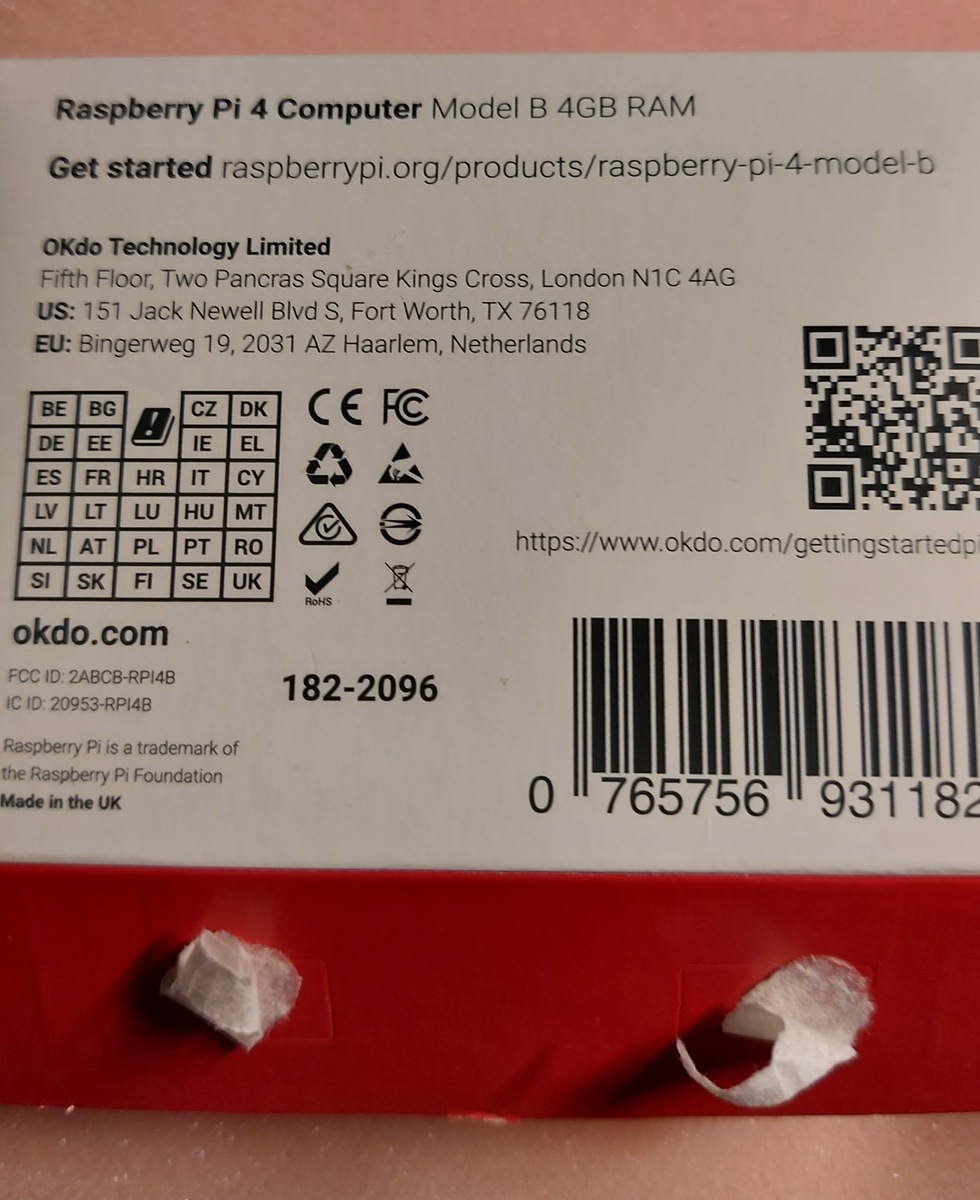 Raspberry Pi 4 Computer Model B 4GB RAM
Get started raspberrypi.org/products/raspberry-pi-4-model-b
OKdo Technology Limited
Fifth Floor, Two Pancras Square Kings Cross, London N1C 4AG
US: 151 Jack Newell Blvd S, Fort Worth, TX 76118
EU: Bingerweg 19, 2031 AZ Haarlem, Netherlands
BE BG CZ DK
DE EE IE EL
ES FR HR IT CY
LV LT LU HU MT
NL AT PL PT RO
SI SK FI SE UK
CE FC
RoHS
https://www.okdo.com/gettingstartedpi
okdo.com
FCC ID: 2ABCB-RPI4B
IC ID: 20953-RPI4B
182-2096
Raspberry Pi is a trademark of
the Raspberry Pi Foundation
Made in the UK
0 765756 931182